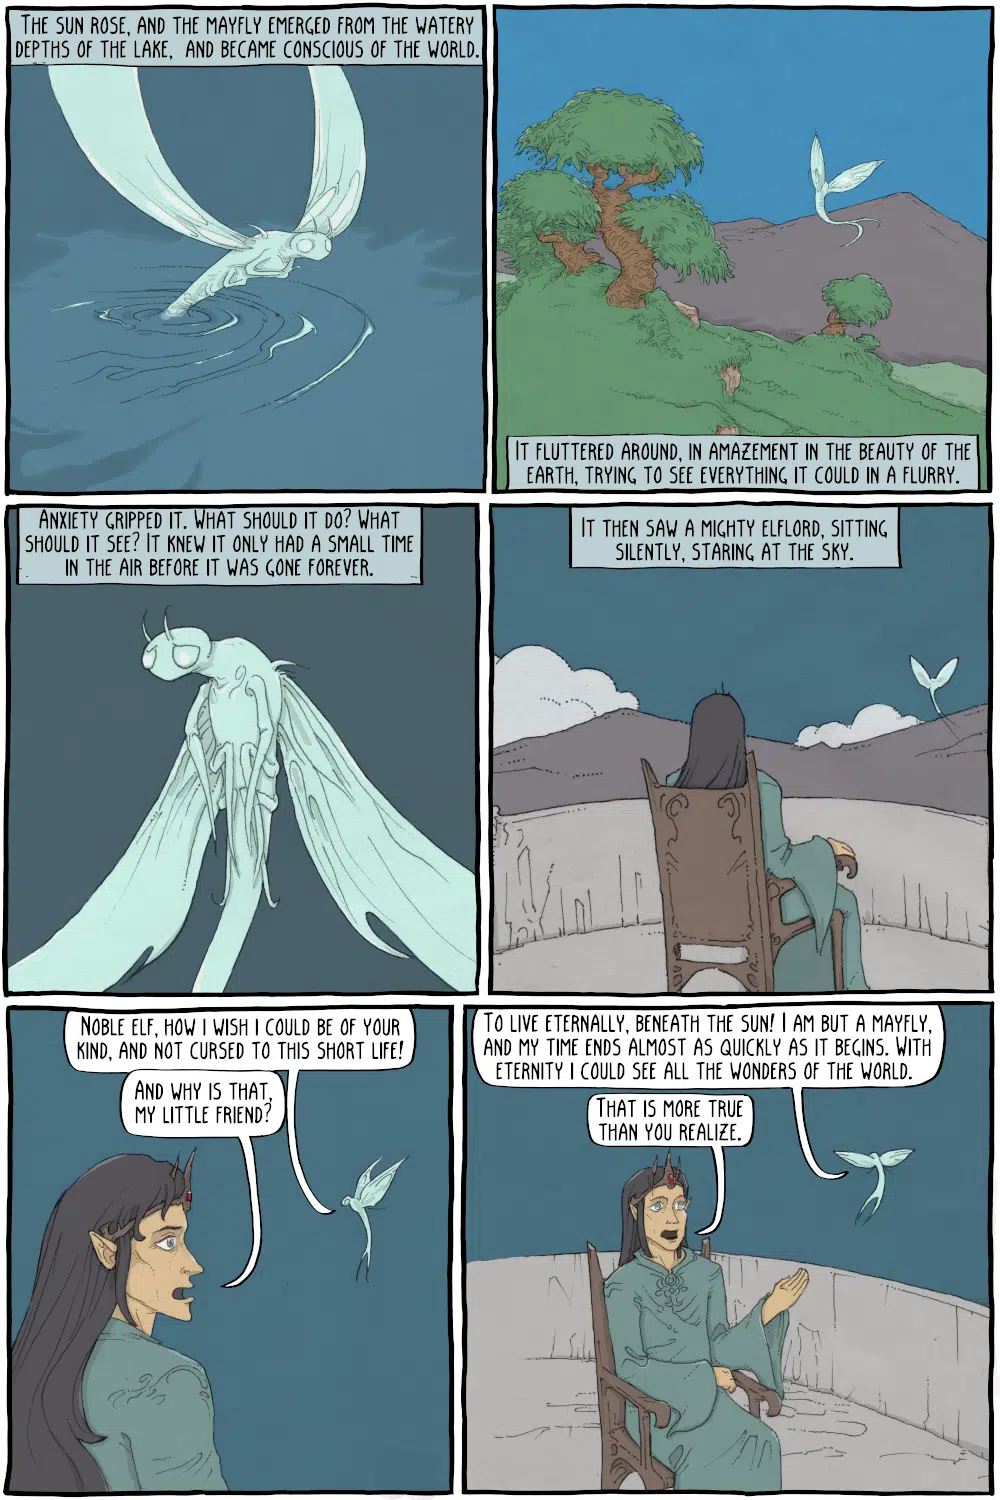 THE SUN ROSE, AND THE MAYFLY EMERGED FROM THE WATERY
DEPTHS OF THE LAKE, AND BECAME CONSCIOUS OF THE WORLD.
IT FLUTTERED AROUND, IN AMAZEMENT IN THE BEAUTY OF THE
EARTH, TRYING TO SEE EVERYTHING IT COULD IN A FLURRY.
ANXIETY GRIPPED IT. WHAT SHOULD IT DO? WHAT
SHOULD IT SEE? IT KNEW IT ONLY HAD A SMALL TIME
IN THE AIR BEFORE IT WAS GONE FOREVER.
IT THEN SAW A MIGHTY ELFLORD, SITTING
SILENTLY, STARING AT THE SKY.
NOBLE ELF, HOW I WISH I COULD BE OF YOUR
KIND, AND NOT CURSED TO THIS SHORT LIFE!
AND WHY IS THAT,
MY LITTLE FRIEND?
TO LIVE ETERNALLY, BENEATH THE SUN! I AM BUT A MAYFLY,
AND MY TIME ENDS ALMOST AS QUICKLY AS IT BEGINS. WITH
ETERNITY I COULD SEE ALL THE WONDERS OF THE WORLD.
THAT IS MORE TRUE
THAN YOU REALIZE.